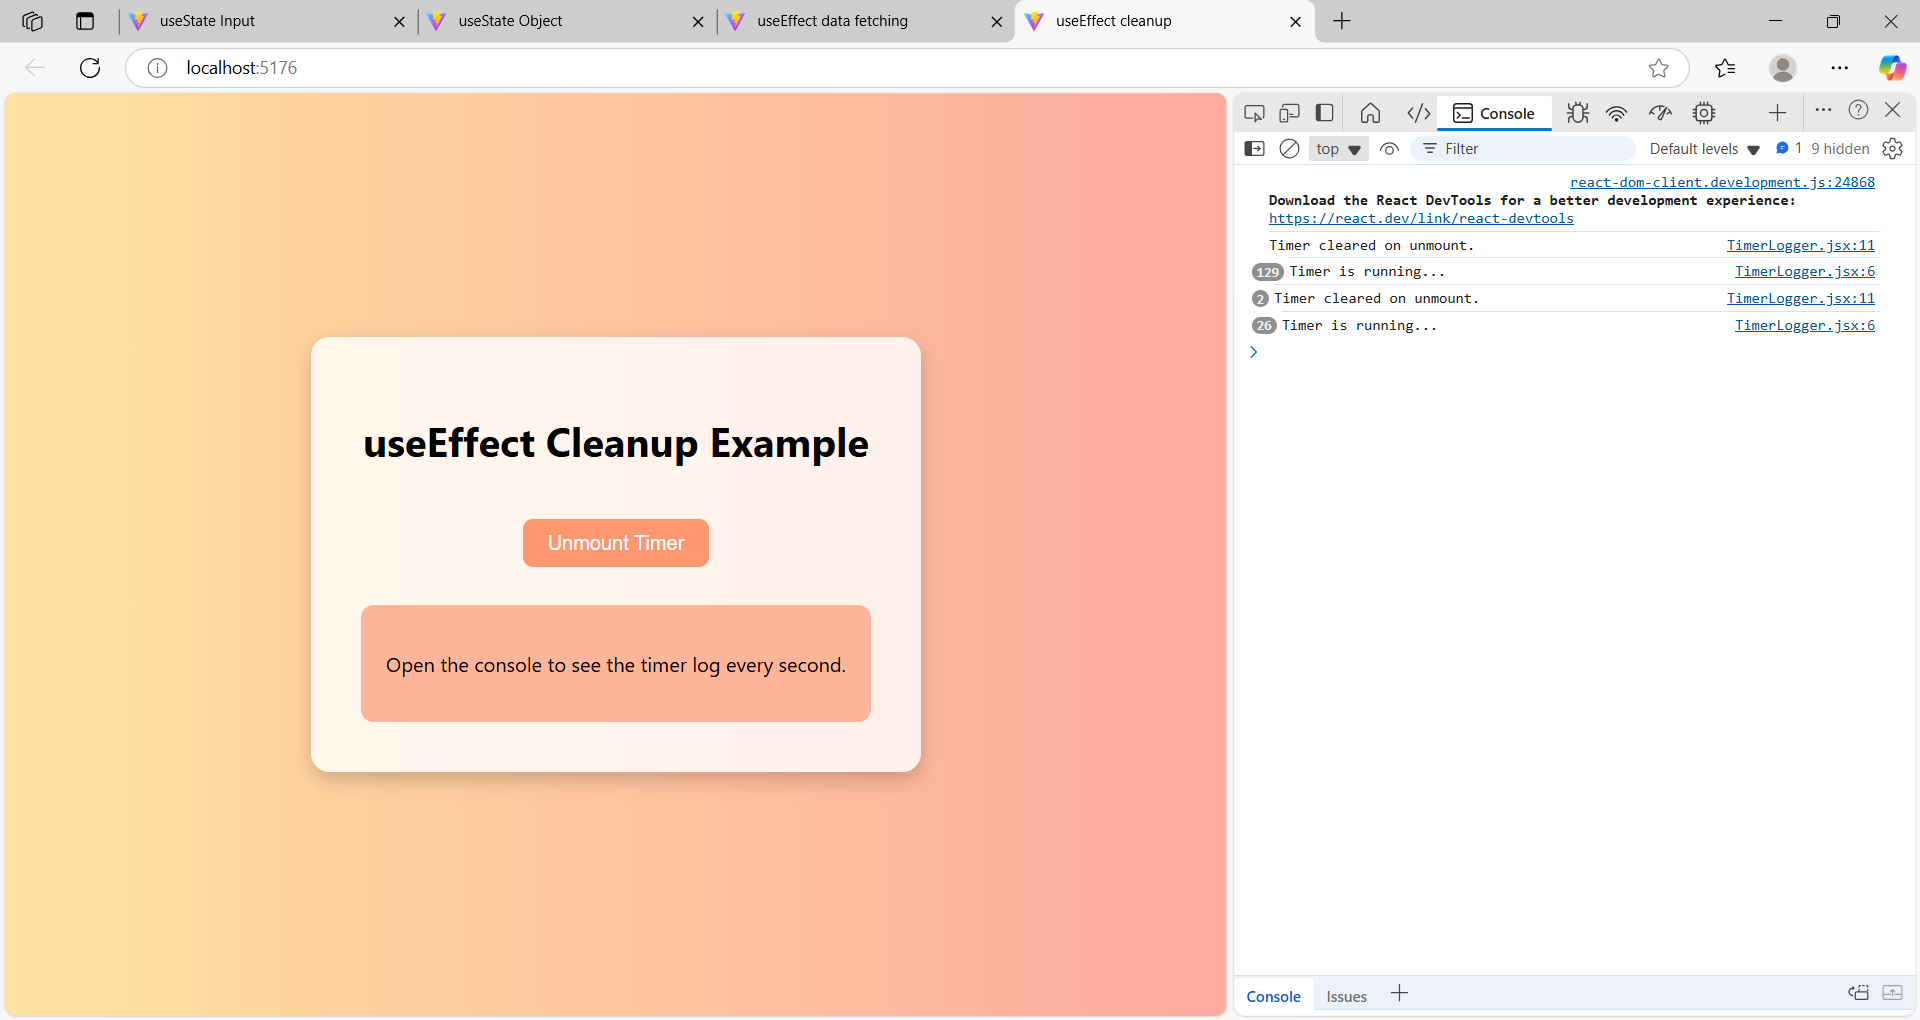 useState Input
useState Object
useEffect data fetching
useEffect cleanup
localhost:5176
Console
top
Filter
Default levels
1
9 hidden
react-dom-client.development.js:24868
Download the React DevTools for a better development experience:
https://react.dev/link/react-devtools
Timer cleared on unmount. TimerLogger.jsx:11
129 Timer is running... TimerLogger.jsx:6
2 Timer cleared on unmount. TimerLogger.jsx:11
26 Timer is running... TimerLogger.jsx:6
useEffect Cleanup Example
Unmount Timer
Open the console to see the timer log every second.
Console
Issues